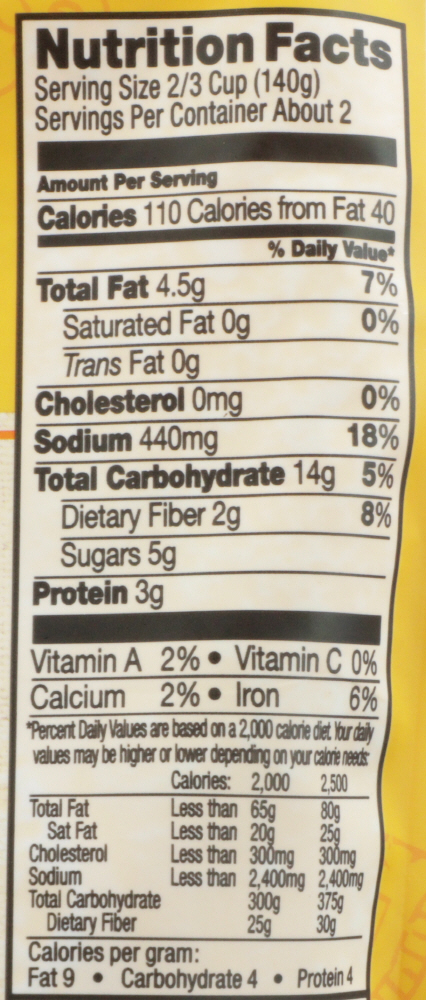 Nutrition Facts
Serving Size 2/3 Cup (140g)
Servings Per Container About 2
Amount Per Serving
Calories 110 Calories from Fat 40
% Daily Value*
Total Fat 4.5g 7%
Saturated Fat 0g 0%
Trans Fat 0g
Cholesterol 0mg 0%
Sodium 440mg 18%
Total Carbohydrate 14g 5%
Dietary Fiber 2g 8%
Sugars 5g
Protein 3g
Vitamin A 2% • Vitamin C 0%
Calcium 2% • Iron 6%
*Percent Daily Values are based on a 2,000 calorie diet. Your daily
values may be higher or lower depending on your calorie needs:
Calories: 2,000 2,500
Total Fat Less than 65g 80g
Sat Fat Less than 20g 25g
Cholesterol Less than 300mg 300mg
Sodium Less than 2,400mg 2,400mg
Total Carbohydrate 300g 375g
Dietary Fiber 25g 30g
Calories per gram:
Fat 9 • Carbohydrate 4 • Protein 4